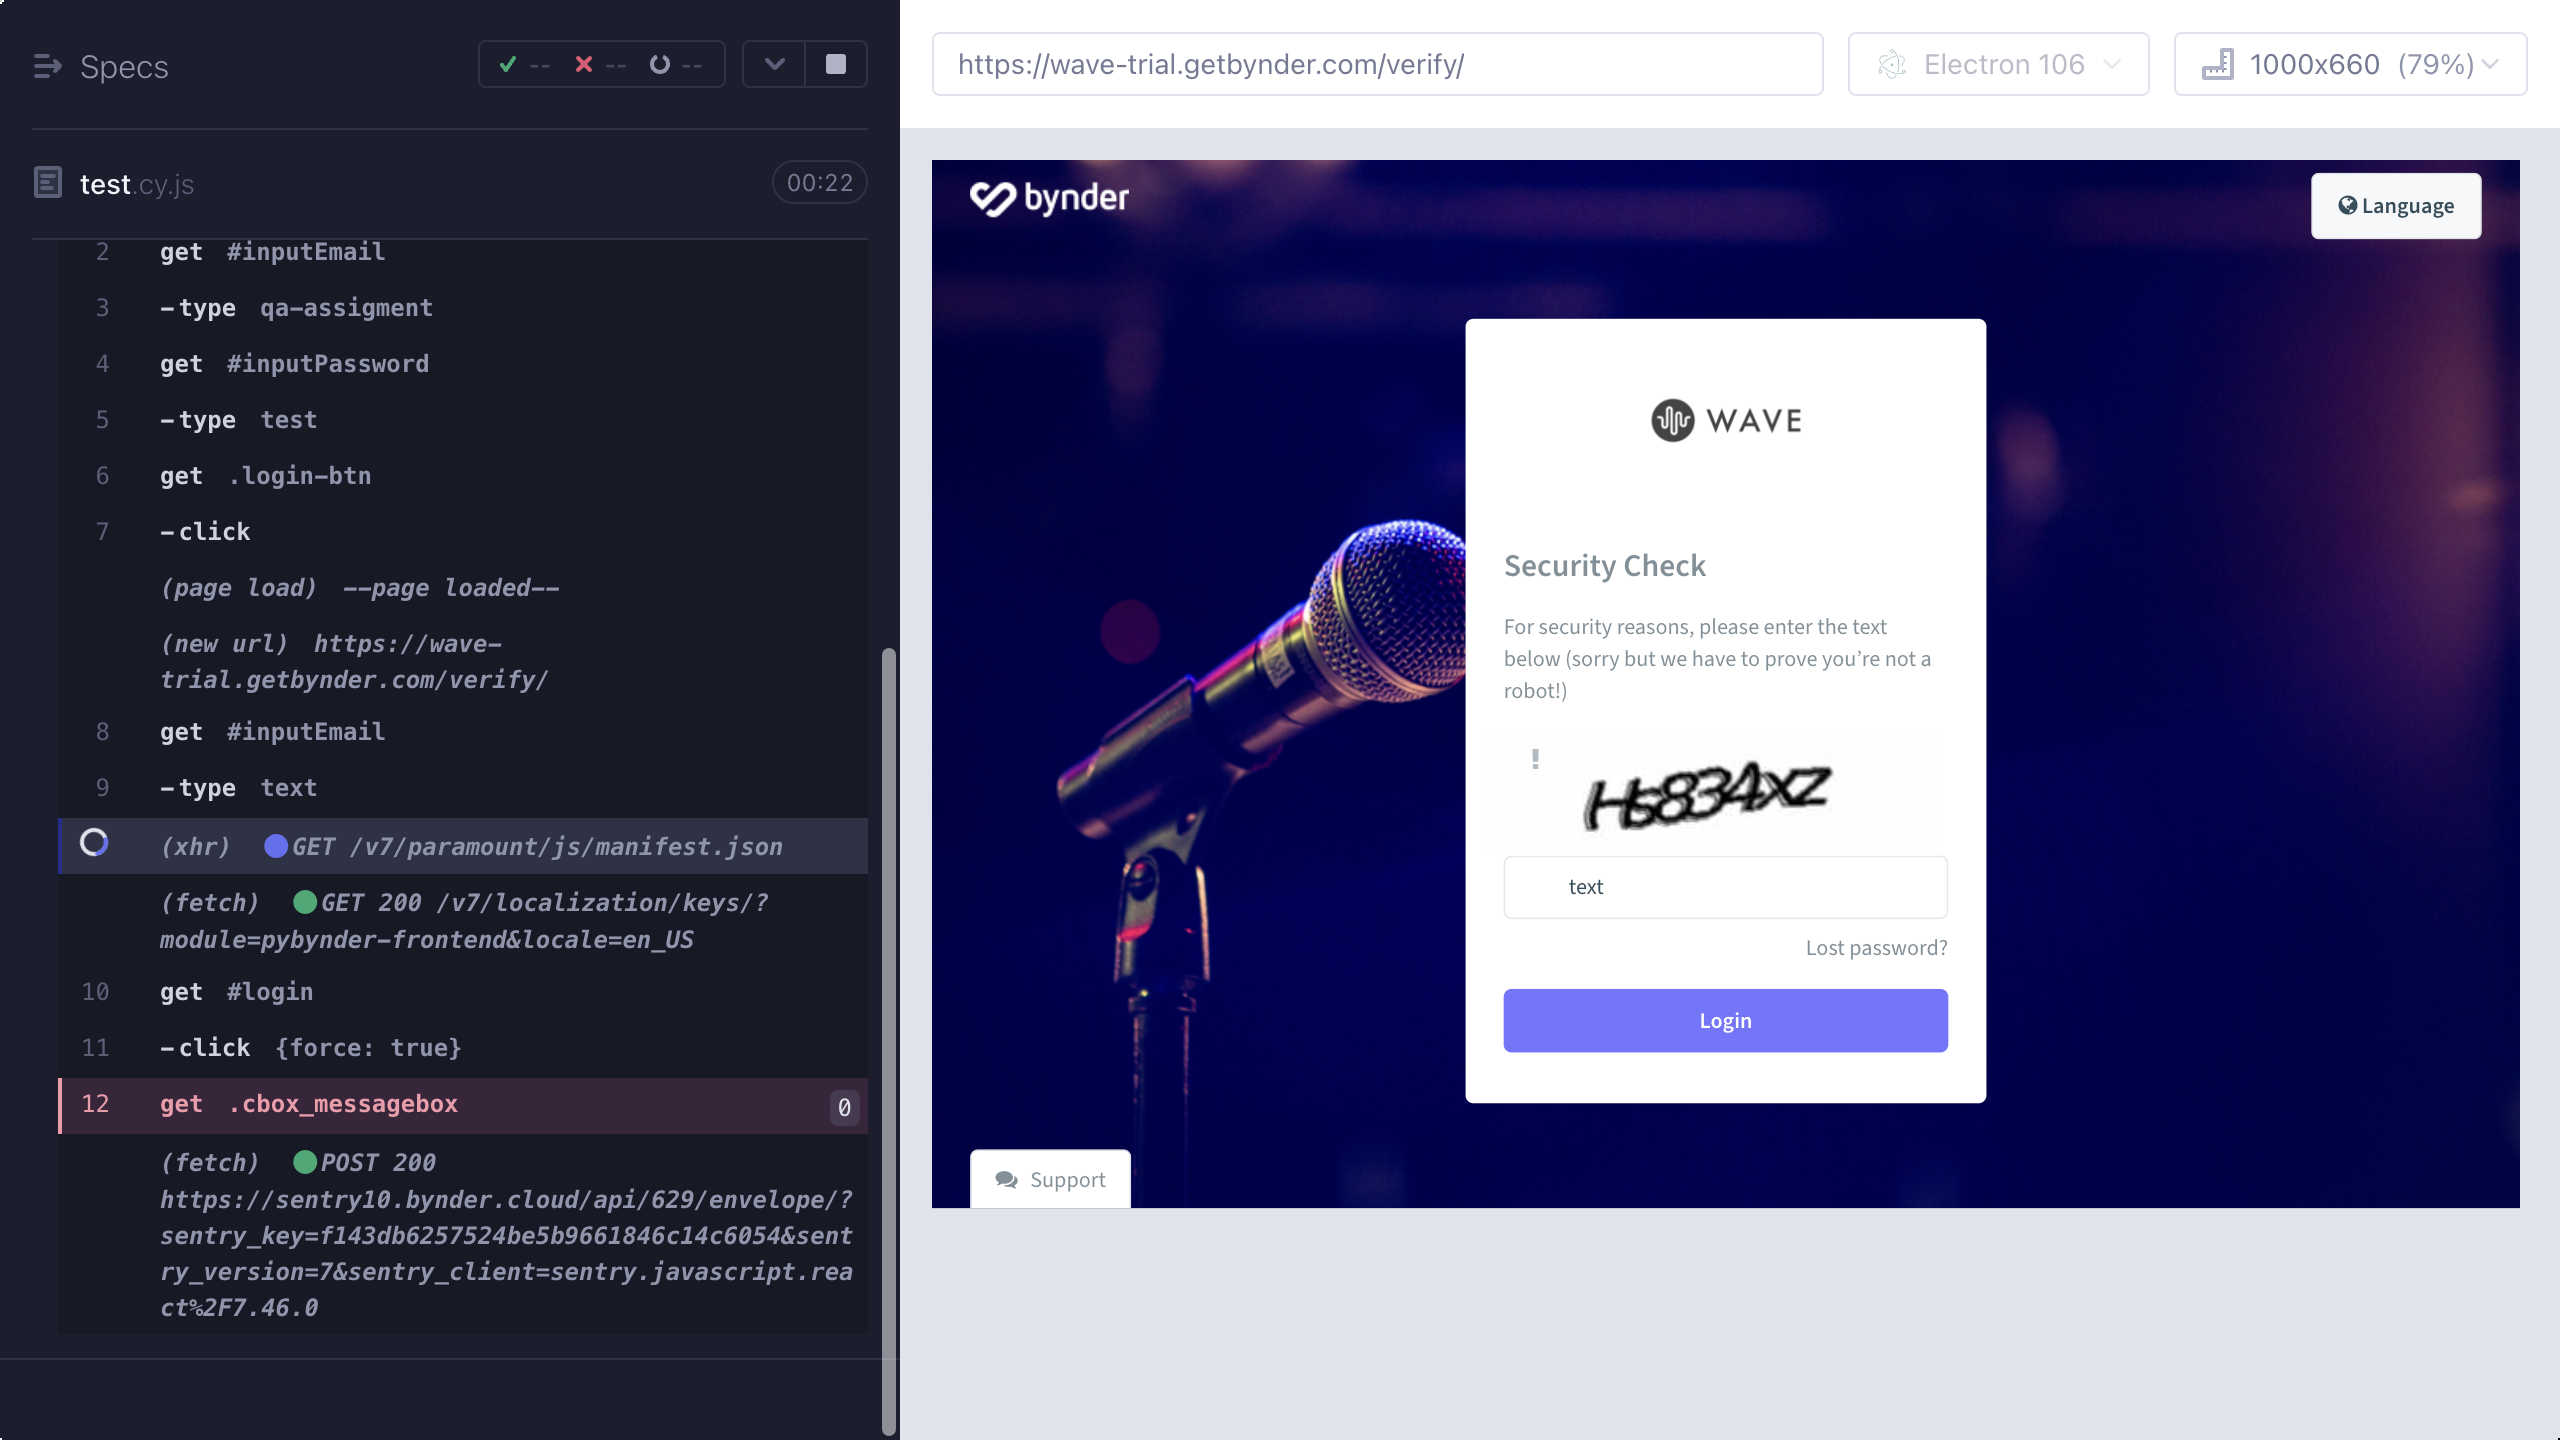 Specs
-- -- --
test.cy.js
00:22
2 get #inputEmail
3 -type qa-assigment
4 get #inputPassword
5 -type test
6 get .login-btn
7 -click
(page load) --page loaded--
(new url) https://wave-
trial.getbynder.com/verify/
8 get #inputEmail
9 -type text
(xhr) GET /v7/paramount/js/manifest.json
(fetch) GET 200 /v7/localization/keys/?
module=pybynder-frontend&locale=en_US
10 get #login
11 -click {force: true}
12 get .cbox_messagebox 0
(fetch) POST 200
https://sentry10.bynder.cloud/api/629/envelope/?
sentry_key=f143db6257524be5b9661846c14c6054&sent
ry_version=7&sentry_client=sentry.javascript.rea
ct%2F7.46.0
https://wave-trial.getbynder.com/verify/
Electron 106
1000x660 (79%)
bynder
Language
WAVE
Security Check
For security reasons, please enter the text
below (sorry but we have to prove you’re not a
robot!)
!
Hs834xz
text
Lost password?
Login
Support